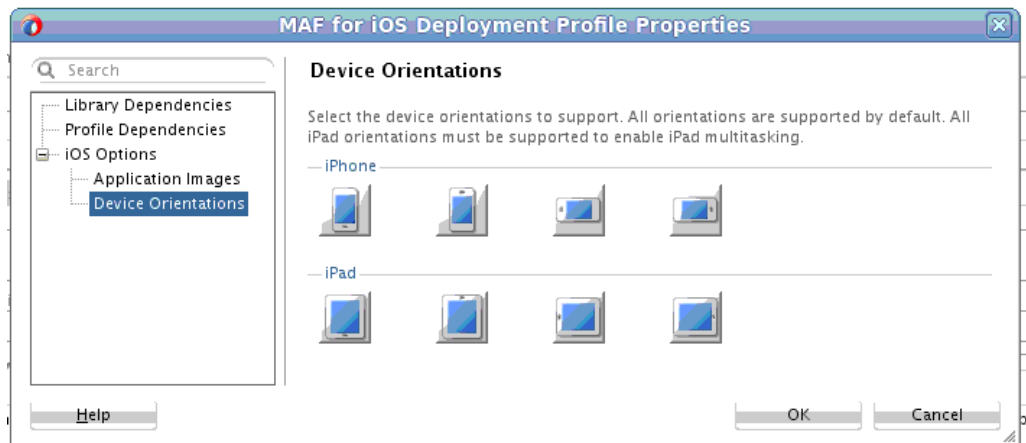 MAF for iOS Deployment Profile Properties
Search
Library Dependencies
Profile Dependencies
iOS Options
Application Images
Device Orientations
Device Orientations
Select the device orientations to support. All orientations are supported by default. All
iPad orientations must be supported to enable iPad multitasking.
iPhone
iPad
Help
OK
Cancel